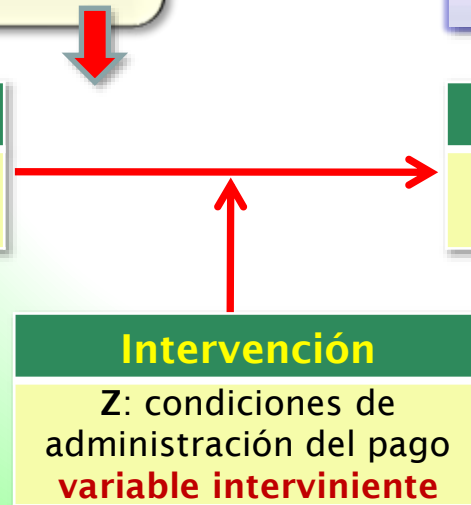 Intervención
Z: condiciones de
administración del pago
variable interviniente